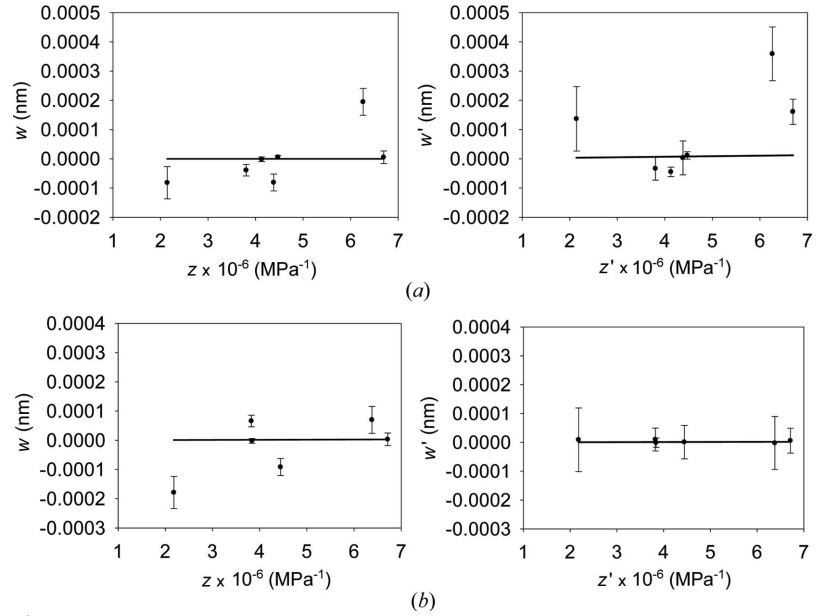 0.0005
0.0004
0.0003
0.0002
0.0001
0.0000
-0.0001
-0.0002
w (nm)
1 2 3 4 5 6 7
z x 10-6 (MPa-1)
0.0005
0.0004
0.0003
0.0002
0.0001
0.0000
-0.0001
-0.0002
w' (nm)
1 2 3 4 5 6 7
z' x 10-6 (MPa-1)
(a)
0.0004
0.0003
0.0002
0.0001
0.0000
-0.0001
-0.0002
-0.0003
w (nm)
1 2 3 4 5 6 7
z x 10-6 (MPa-1)
0.0004
0.0003
0.0002
0.0001
0.0000
-0.0001
-0.0002
-0.0003
w' (nm)
1 2 3 4 5 6 7
z' x 10-6 (MPa-1)
(b)